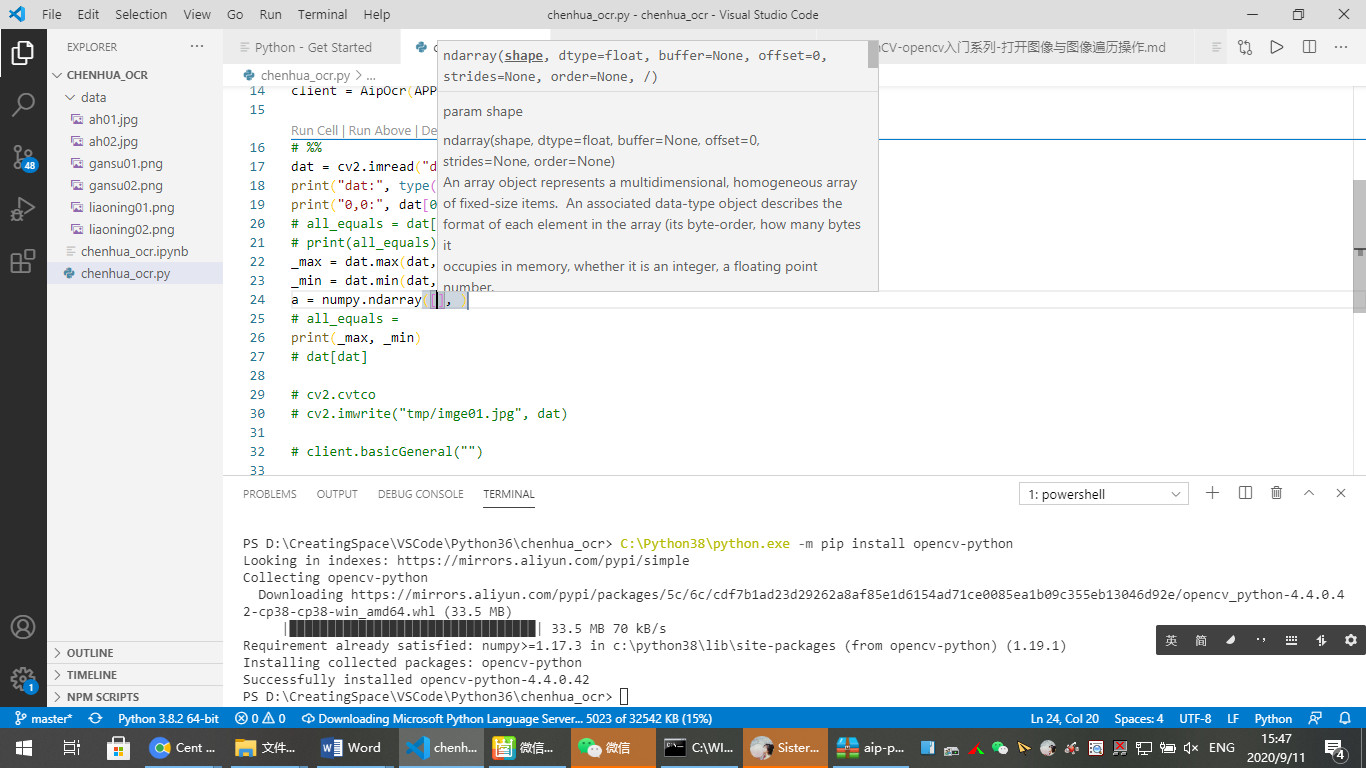 File Edit Selection View Go Run Terminal Help
chenhua_ocr.py - chenhua_ocr - Visual Studio Code
EXPLORER
CHENHUA_OCR
data
ah01.jpg
ah02.jpg
gansu01.png
gansu02.png
liaoning01.png
liaoning02.png
chenhua_ocr.ipynb
chenhua_ocr.py
OUTLINE
TIMELINE
NPM SCRIPTS
48
1
Python - Get Started
CV-opencv入门系列-打开图像与图像遍历操作.md
chenhua_ocr.py > ...
14 client = AipOcr(APP
15
Run Cell | Run Above | De
16 # %%
17 dat = cv2.imread("d
18 print("dat:", type(
19 print("0,0:", dat[0
20 # all_equals = dat[
21 # print(all_equals)
22 _max = dat.max(dat,
23 _min = dat.min(dat,
24 a = numpy.ndarray([], )
25 # all_equals =
26 print(_max, _min)
27 # dat[dat]
28
29 # cv2.cvtco
30 # cv2.imwrite("tmp/imge01.jpg", dat)
31
32 # client.basicGeneral("")
33
ndarray(shape, dtype=float, buffer=None, offset=0,
strides=None, order=None, /)
param shape
ndarray(shape, dtype=float, buffer=None, offset=0,
strides=None, order=None)
An array object represents a multidimensional, homogeneous array
of fixed-size items. An associated data-type object describes the
format of each element in the array (its byte-order, how many bytes
it
occupies in memory, whether it is an integer, a floating point
number.
PROBLEMS OUTPUT DEBUG CONSOLE TERMINAL
1: powershell
PS D:\CreatingSpace\VSCode\Python36\chenhua_ocr> C:\Python38\python.exe -m pip install opencv-python
Looking in indexes: https://mirrors.aliyun.com/pypi/simple
Collecting opencv-python
Downloading https://mirrors.aliyun.com/pypi/packages/5c/6c/cdf7b1ad23d29262a8af85e1d6154ad71ce0085ea1b09c355eb13046d92e/opencv_python-4.4.0.4
2-cp38-cp38-win_amd64.whl (33.5 MB)
| 33.5 MB 70 kB/s
Requirement already satisfied: numpy>=1.17.3 in c:\python38\lib\site-packages (from opencv-python) (1.19.1)
Installing collected packages: opencv-python
Successfully installed opencv-python-4.4.0.42
PS D:\CreatingSpace\VSCode\Python36\chenhua_ocr>
英 简
master* Python 3.8.2 64-bit 0 0 Downloading Microsoft Python Language Server... 5023 of 32542 KB (15%)
Ln 24, Col 20 Spaces: 4 UTF-8 LF Python
Cent ... 文件... Word chenh... 微信... 微信 C:\WI... Sister... aip-p...
ENG
15:47
2020/9/11
4